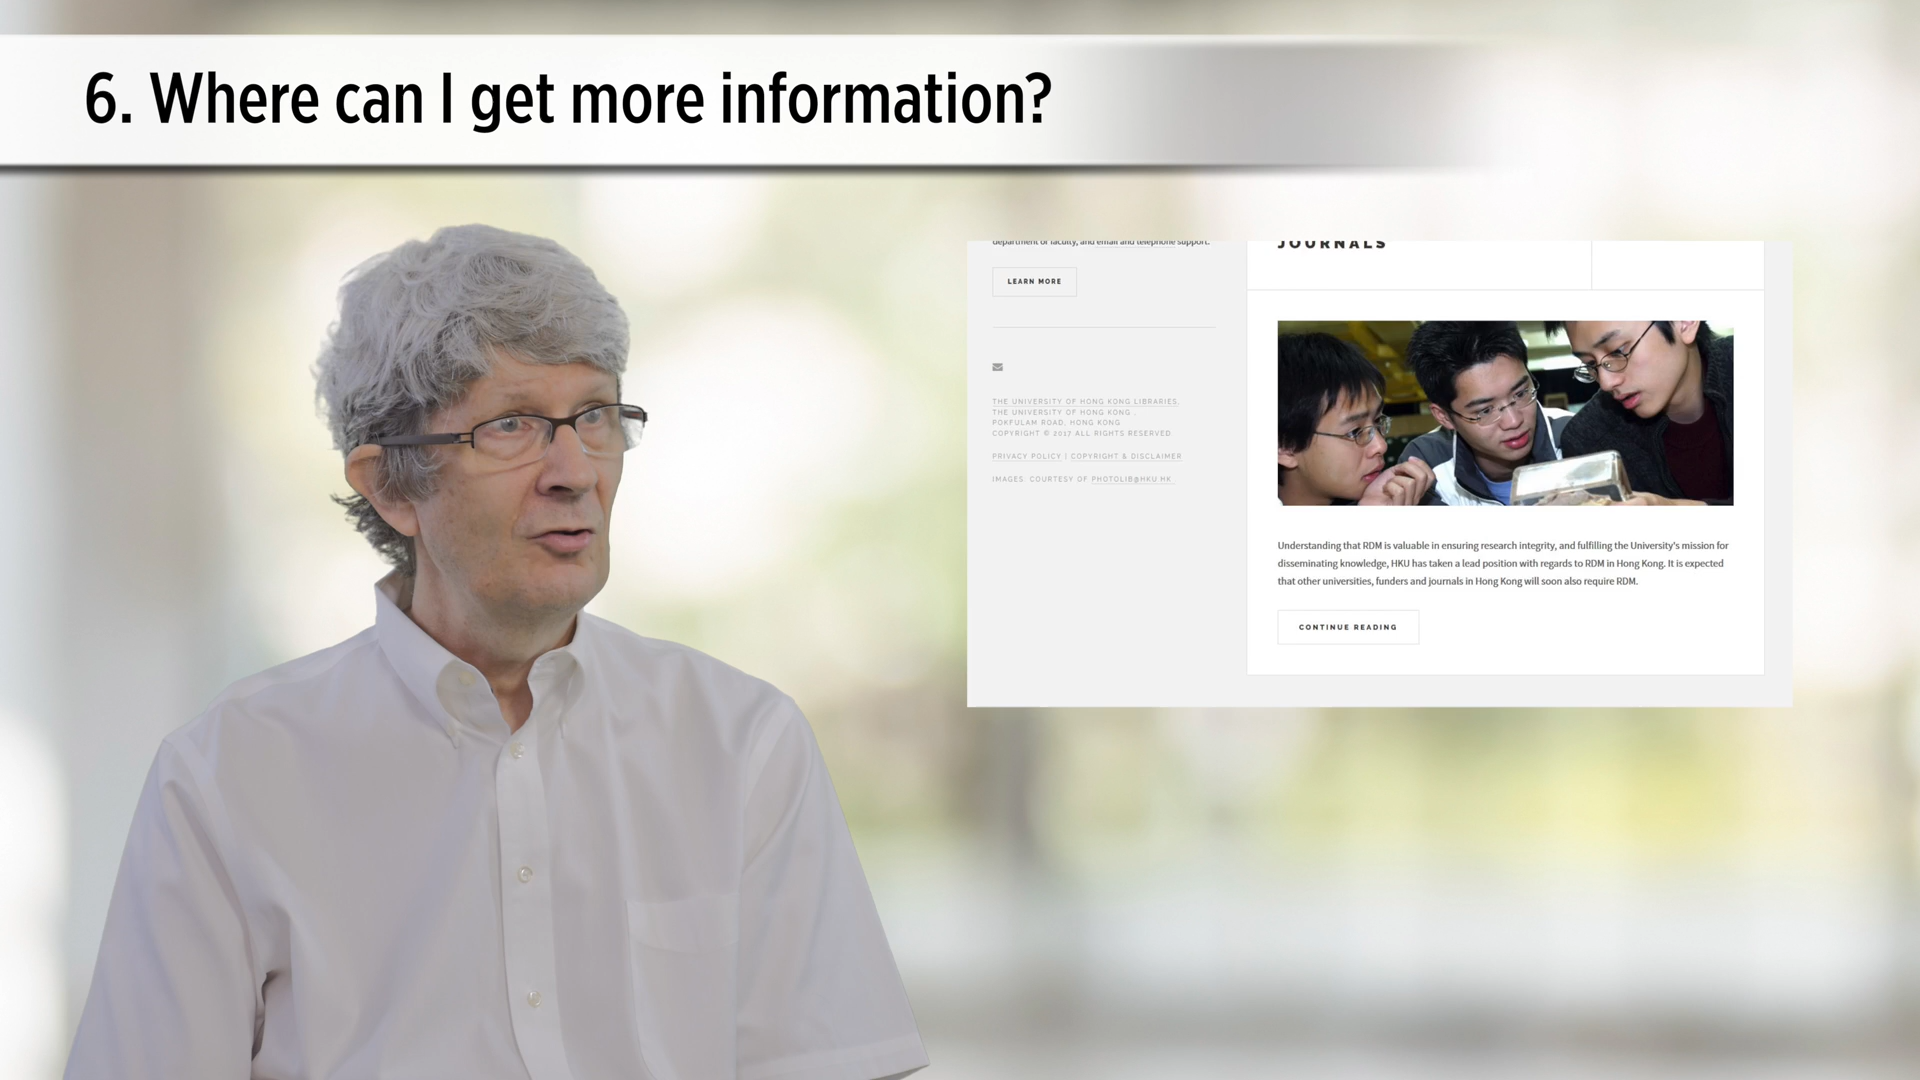 6. Where can I get more information?
department or faculty, and email and telephone support.
LEARN MORE
THE UNIVERSITY OF HONG KONG LIBRARIES,
THE UNIVERSITY OF HONG KONG
POKFULAM ROAD, HONG KONG
COPYRIGHT © 2017 ALL RIGHTS RESERVED.
PRIVACY POLICY | COPYRIGHT & DISCLAIMER
IMAGES: COURTESY OF PHOTOLIB@HKU.HK.
JOURNALS
Understanding that RDM is valuable in ensuring research integrity, and fulfilling the University's mission for
disseminating knowledge, HKU has taken a lead position with regards to RDM in Hong Kong. It is expected
that other universities, funders and journals in Hong Kong will soon also require RDM.
CONTINUE READING